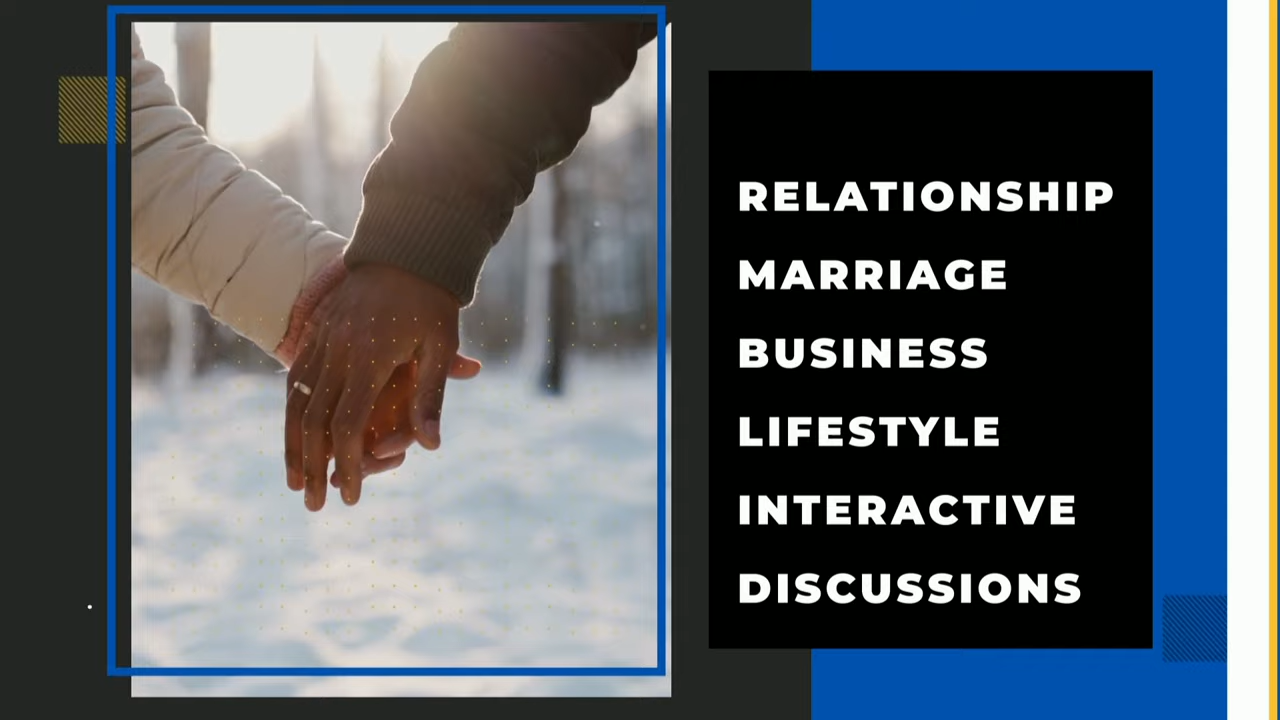 RELATIONSHIP
MARRIAGE
BUSINESS
LIFESTYLE
INTERACTIVE
DISCUSSIONS